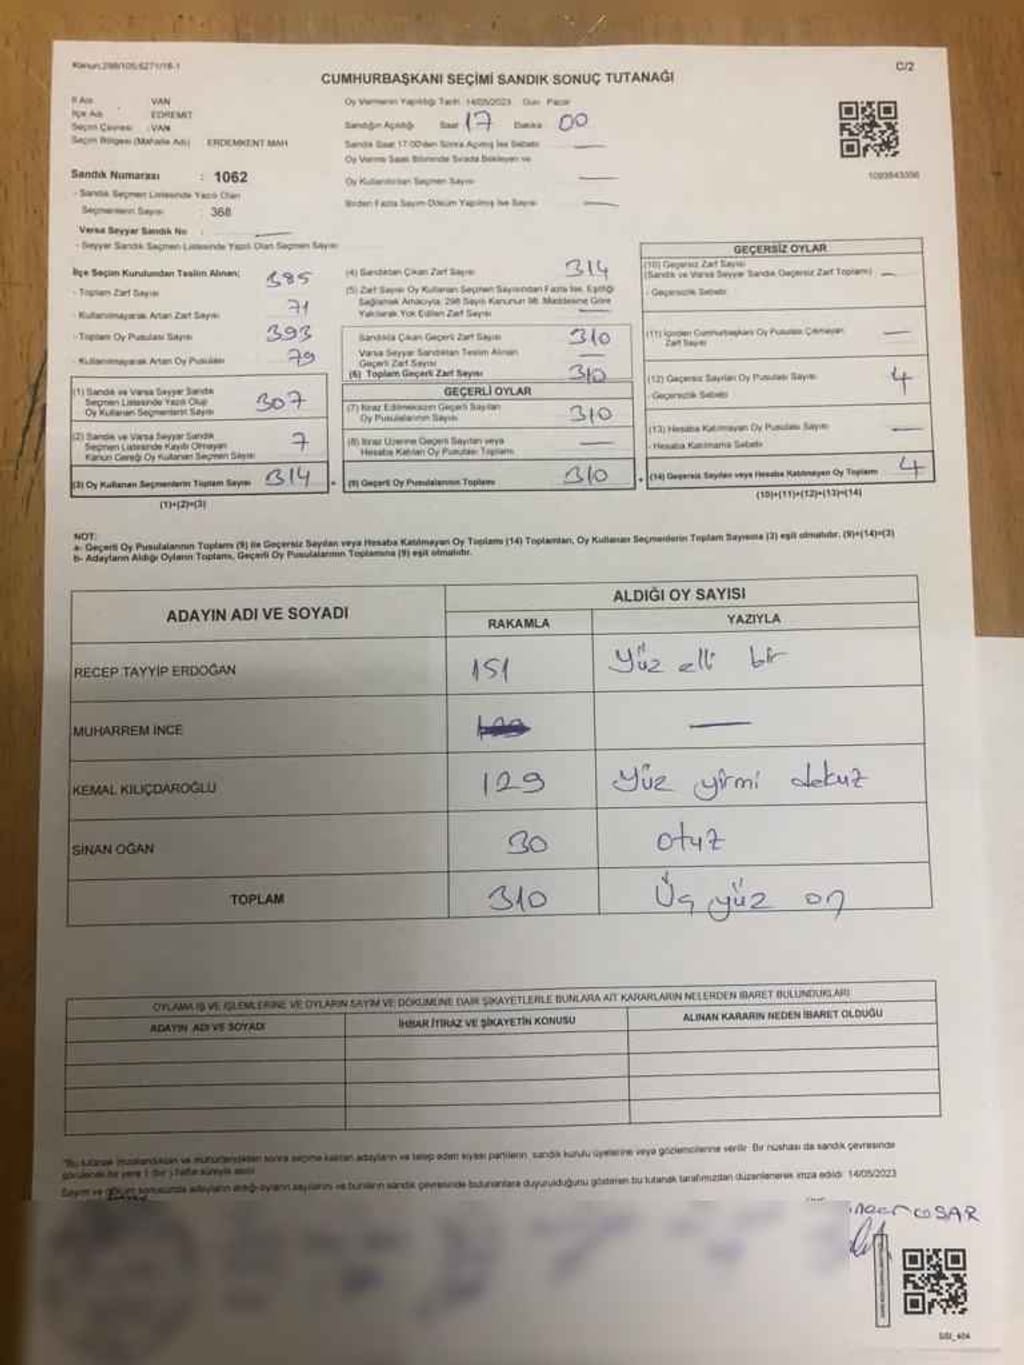 Kanun:298/105;6271/18-1
C/2
CUMHURBAŞKANI SEÇİMİ SANDIK SONUÇ TUTANAĞI
İl Adı : VAN
İlçe Adı : EDREMİT
Seçim Çevresi : VAN
Seçim Bölgesi (Mahalle Adı) ERDEMKENT MAH
Sandık Numarası : 1062
- Sandık Seçmen Listesinde Yazılı Olan
Seçmenlerin Sayısı : 368
Varsa Seyyar Sandık No :
- Seyyar Sandık Seçmen Listesinde Yazılı Olan Seçmen Sayısı
Oy Vermenin Yapıldığı Tarih: 14/05/2023 Gün: Pazar
Sandığın Açıldığı Saat 17 Dakika 00
Sandık Saat 17:00'den Sonra Açılmış İse Sebebi
Oy Verme Saati Bitiminde Sırada Bekleyen ve
Oy Kullandırılan Seçmen Sayısı
Birden Fazla Sayım Döküm Yapılmış İse Sayısı
İlçe Seçim Kurulundan Teslim Alınan; 385
- Toplam Zarf Sayısı
- Kullanılmayarak Artan Zarf Sayısı 71
- Toplam Oy Pusulası Sayısı 393
- Kullanılmayarak Artan Oy Pusulası 79
(1) Sandık ve Varsa Seyyar Sandık
Seçmen Listesinde Yazılı Olup
Oy Kullanan Seçmenlerin Sayısı 307
(2) Sandık ve Varsa Seyyar Sandık
Seçmen Listesinde Kayıtlı Olmayan
Kanun Gereği Oy Kullanan Seçmen Sayısı 7
(3) Oy Kullanan Seçmenlerin Toplam Sayısı 314
(1)+(2)=(3)
(4) Sandıktan Çıkan Zarf Sayısı 314
(5) Zarf Sayısı Oy Kullanan Seçmen Sayısından Fazla İse, Eşitliği
Sağlamak Amacıyla, 298 Sayılı Kanunun 98. Maddesine Göre
Yakılarak Yok Edilen Zarf Sayısı
Sandıkta Çıkan Geçerli Zarf Sayısı 310
Varsa Seyyar Sandıktan Teslim Alınan
Geçerli Zarf Sayısı
(6) Toplam Geçerli Zarf Sayısı 310
GEÇERLİ OYLAR
(7) İtiraz Edilmeksizin Geçerli Sayılan
Oy Pusulalarının Sayısı 310
(8) İtiraz Üzerine Geçerli Sayılan veya
Hesaba Katılan Oy Pusulası Toplamı
(9) Geçerli Oy Pusulalarının Toplamı 310
GEÇERSİZ OYLAR
(10) Geçersiz Zarf Sayısı
(Sandık ve Varsa Seyyar Sandık Geçersiz Zarf Toplamı)
- Geçersizlik Sebebi
(11) İçinden Cumhurbaşkanı Oy Pusulası Çıkmayan
Zarf Sayısı
(12) Geçersiz Sayılan Oy Pusulası Sayısı 4
- Geçersizlik Sebebi
(13) Hesaba Katılmayan Oy Pusulası Sayısı
- Hesaba Katılmama Sebebi
(14) Geçersiz Sayılan veya Hesaba Katılmayan Oy Toplamı 4
(10)+(11)+(12)+(13)=(14)
NOT:
a- Geçerli Oy Pusulalarının Toplamı (9) ile Geçersiz Sayılan veya Hesaba Katılmayan Oy Toplamı (14) Toplamları, Oy Kullanan Seçmenlerin Toplam Sayısına (3) eşit olmalıdır. (9)+(14)=(3)
b- Adayların Aldığı Oyların Toplamı, Geçerli Oy Pusulalarının Toplamına (9) eşit olmalıdır.
ADAYIN ADI VE SOYADI
ALDIĞI OY SAYISI
RAKAMLA YAZIYLA
RECEP TAYYİP ERDOĞAN 151 Yüz elli bir
MUHARREM İNCE
KEMAL KILIÇDAROĞLU 129 Yüz yirmi dokuz
SİNAN OĞAN 30 otuz
TOPLAM 310 Üç yüz on
OYLAMA İŞ VE İŞLEMLERİNE VE OYLARIN SAYIM VE DÖKÜMÜNE DAİR ŞİKAYETLERLE BUNLARA AİT KARARLARIN NELERDEN İBARET BULUNDUKLARI
ADAYIN ADI VE SOYADI İHBAR İTİRAZ VE ŞİKAYETİN KONUSU ALINAN KARARIN NEDEN İBARET OLDUĞU
"Bu tutanak imzalandıktan ve mühürlendikten sonra seçime katılan adayların ve talep eden siyasi partilerin, sandık kurulu üyelerine veya gözlemcilerine verilir. Bir nüshası da sandık çevresinde
görülecek bir yere 1 (bir) hafta süreyle asılır.
Sayım ve döküm sonucunda adayların aldığı oyların sayılarını ve bunların sandık çevresinde bulunanlara duyurulduğunu gösteren bu tutanak tarafımızdan düzenlenerek imza edildi. 14/05/2023
COSAR